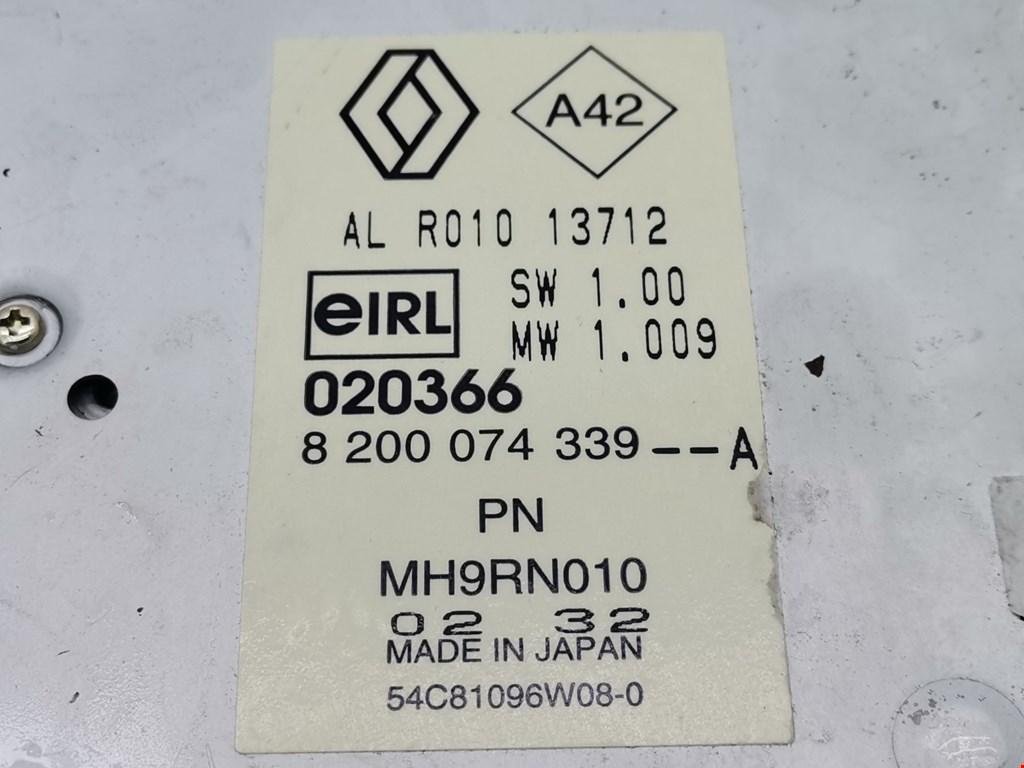 A42
AL R010 13712
eIRL
SW 1.00
MW 1.009
020366
8 200 074 339--A
PN
MH9RN010
02 32
MADE IN JAPAN
54C81096W08-0